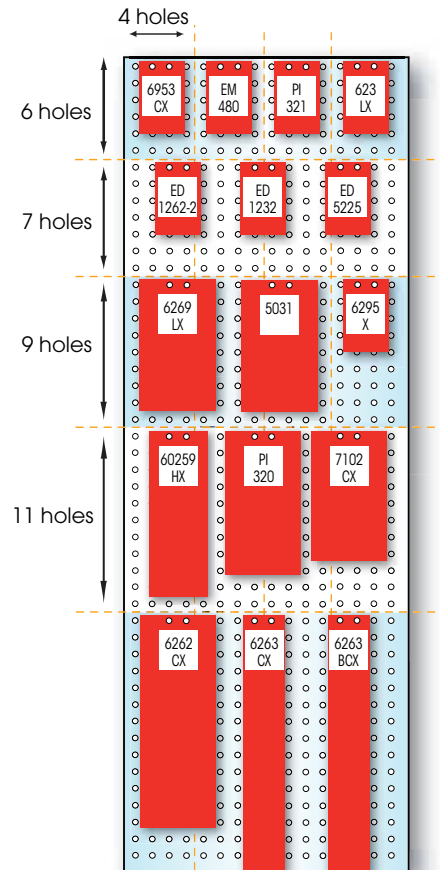 4 holes
6 holes
6953
CX
EM
480
PI
321
623
LX
7 holes
ED
1262-2
ED
1232
ED
5225
9 holes
6269
LX
5031
6295
X
11 holes
60259
HX
PI
320
7102
CX
6262
CX
6263
CX
6263
BCX